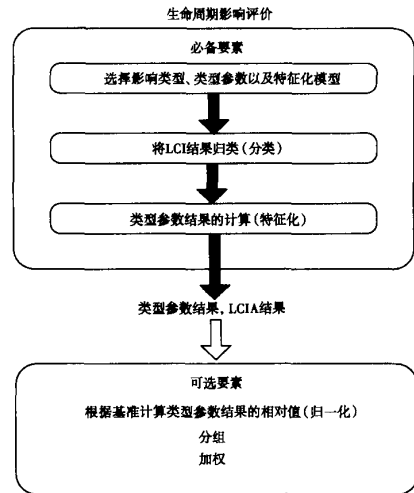 生命周期影响评价
必备要素
选择影响类型、类型参数以及特征化模型
将LCI结果归类(分类)
类型参数结果的计算(特征化)
类型参数结果,LCIA结果
可选要素
根据基准计算类型参数结果的相对值(归一化)
分组
加权